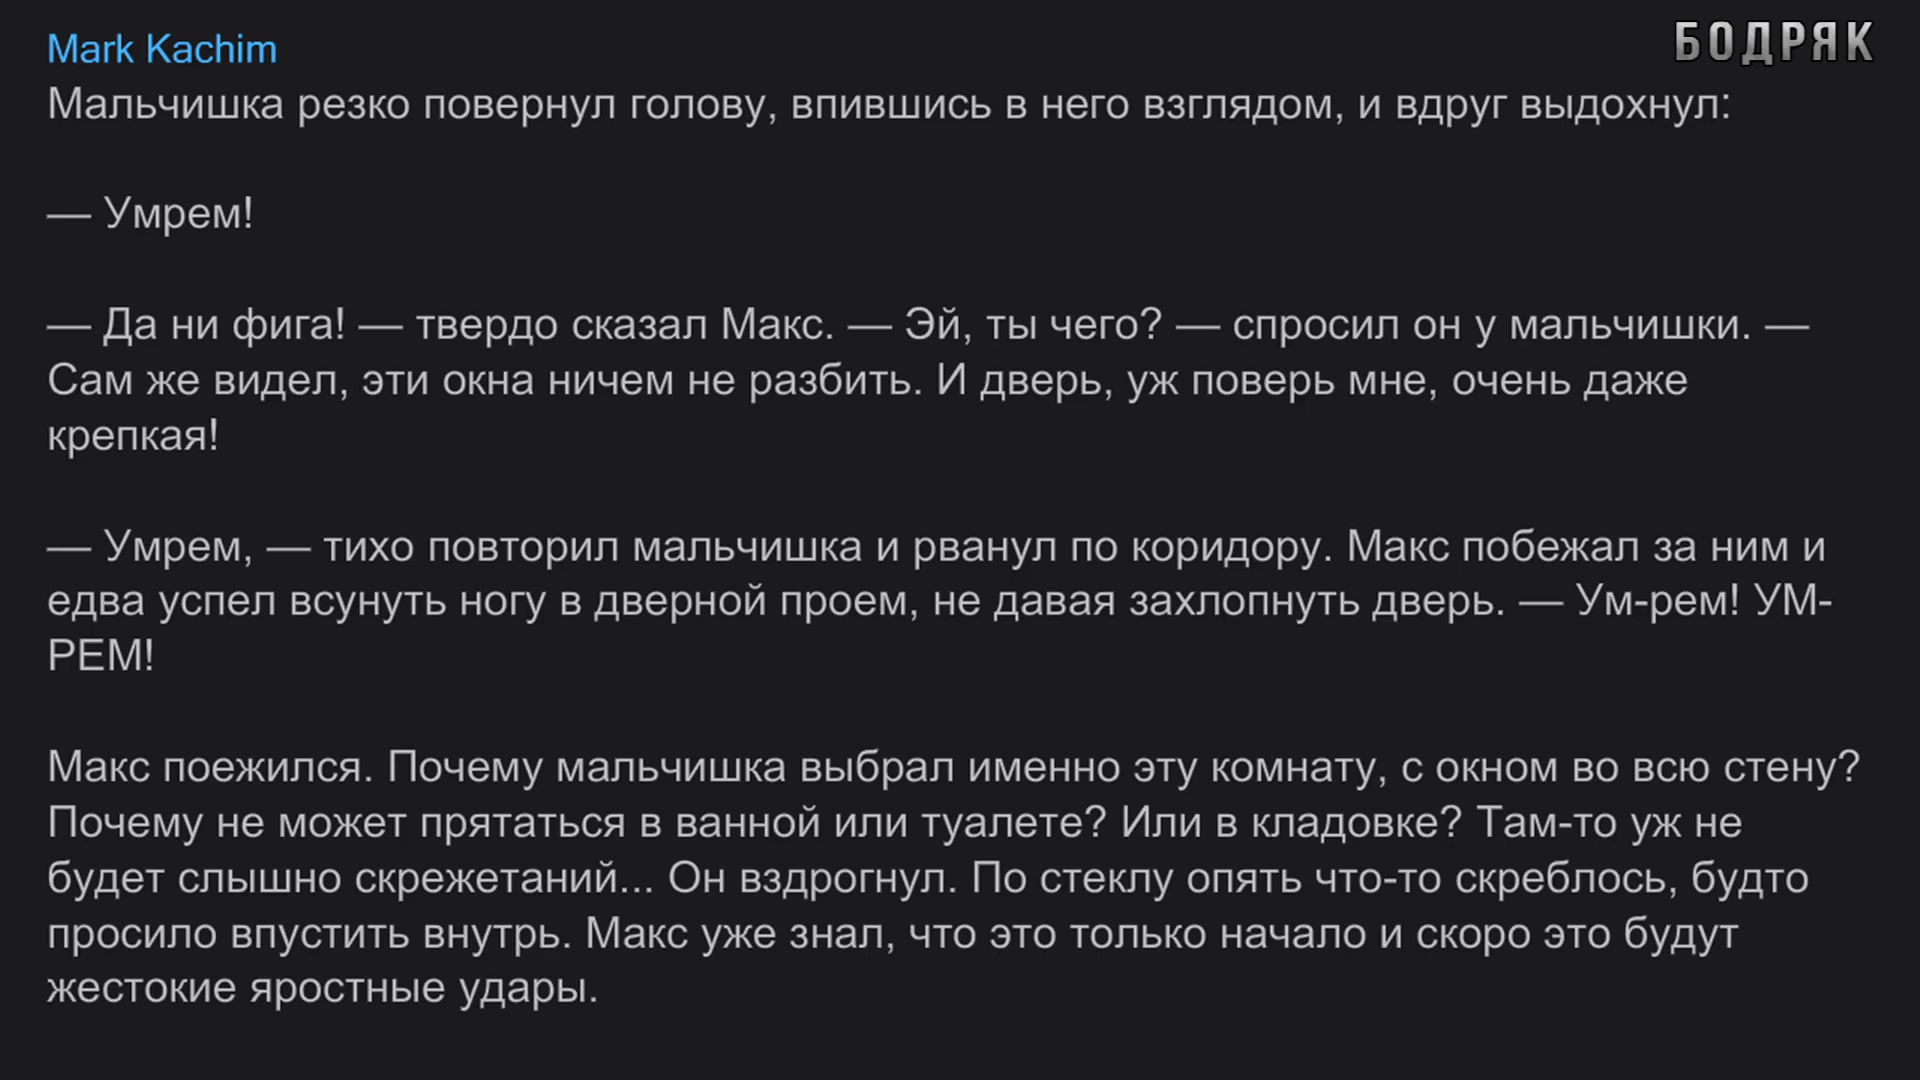 Mark Kachim
БОДРЯК
Мальчишка резко повернул голову, впившись в него взглядом, и вдруг выдохнул:
— Умрем!
— Да ни фига! — твердо сказал Макс. — Эй, ты чего? — спросил он у мальчишки. —
Сам же видел, эти окна ничем не разбить. И дверь, уж поверь мне, очень даже
крепкая!
— Умрем, — тихо повторил мальчишка и рванул по коридору. Макс побежал за ним и
едва успел всунуть ногу в дверной проем, не давая захлопнуть дверь. — Ум-рем! УМ-
РЕМ!
Макс поежился. Почему мальчишка выбрал именно эту комнату, с окном во всю стену?
Почему не может прятаться в ванной или туалете? Или в кладовке? Там-то уж не
будет слышно скрежетаний... Он вздрогнул. По стеклу опять что-то скреблось, будто
просило впустить внутрь. Макс уже знал, что это только начало и скоро это будут
жестокие яростные удары.